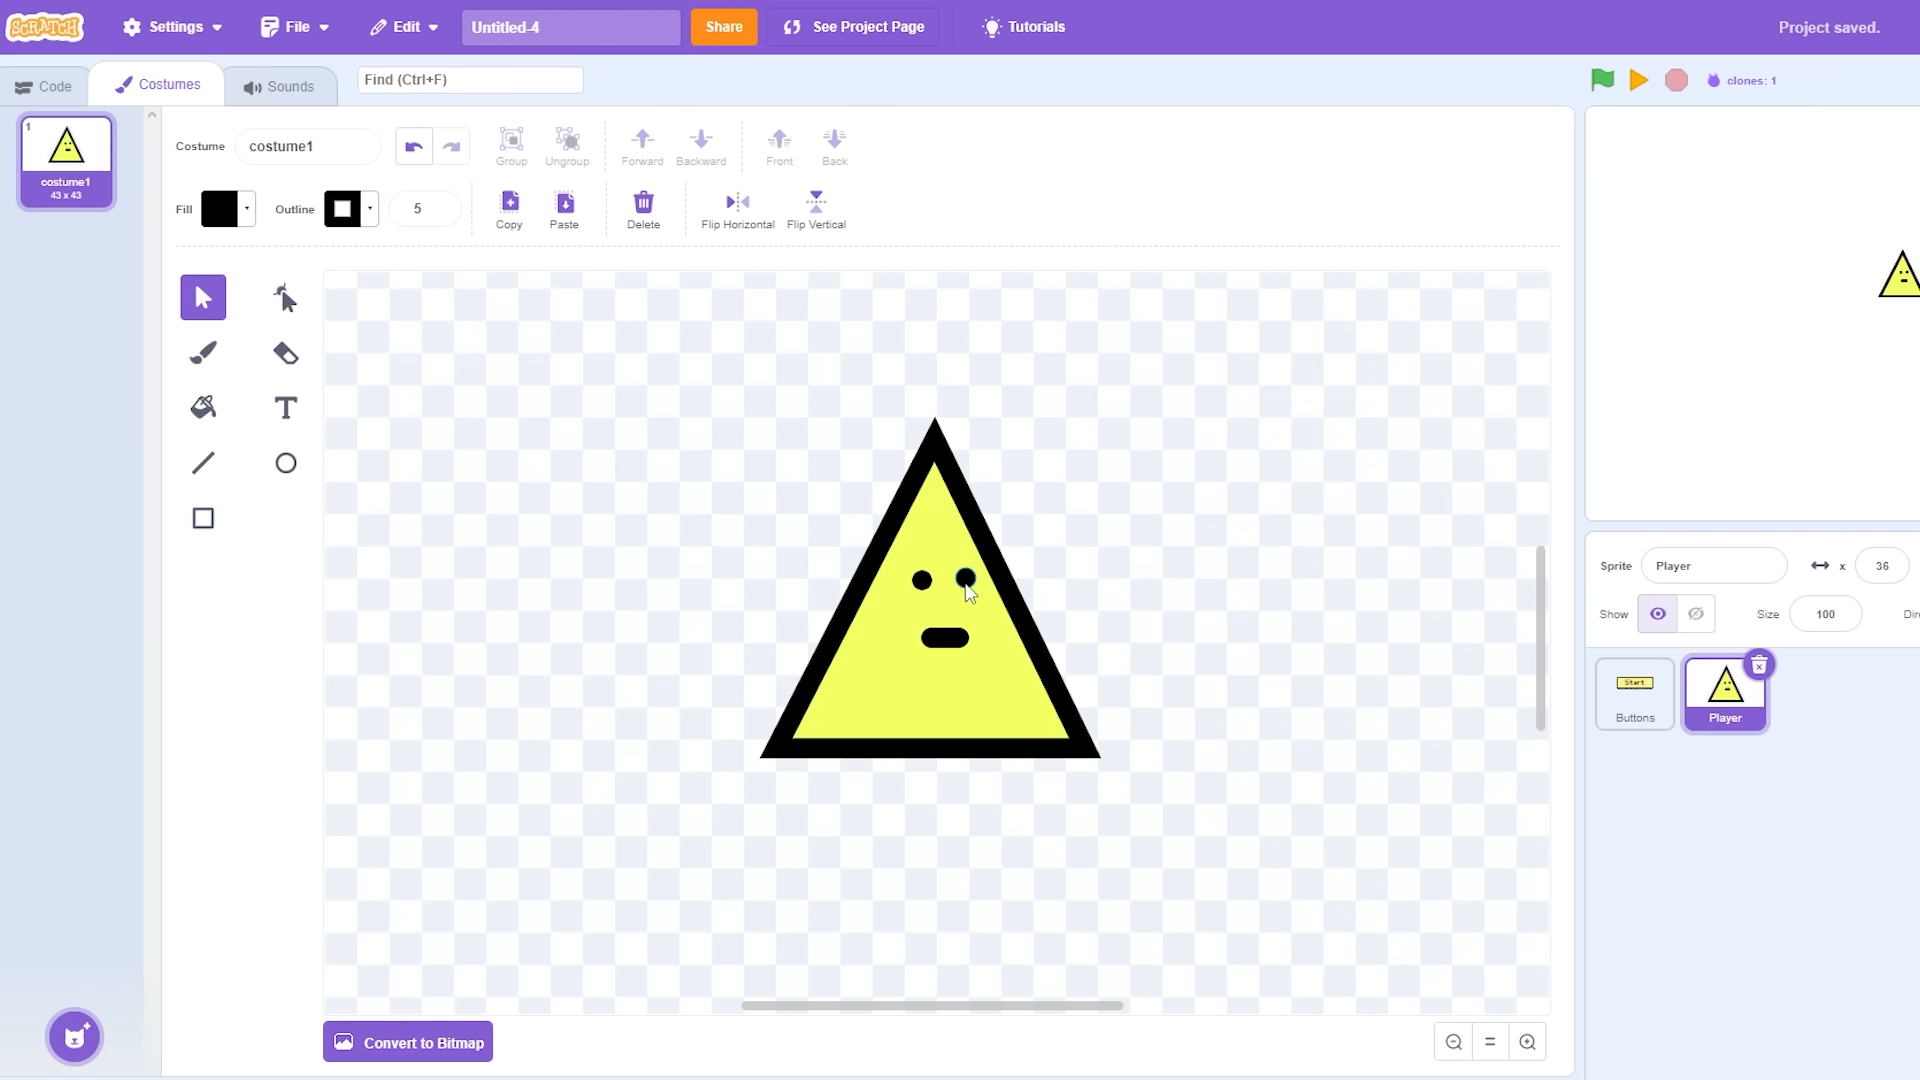 SCRATCH Settings File Edit Untitled-4 Share See Project Page Tutorials Project saved.
Code Costumes Sounds Find (Ctrl+F) clones: 1
1
costume1
43 x 43
Costume costume1 Group Ungroup Forward Backward Front Back
Fill Outline 5 Copy Paste Delete Flip Horizontal Flip Vertical
T
Sprite Player x 36
Show Size 100 Dir
Start
Buttons Player
Convert to Bitmap